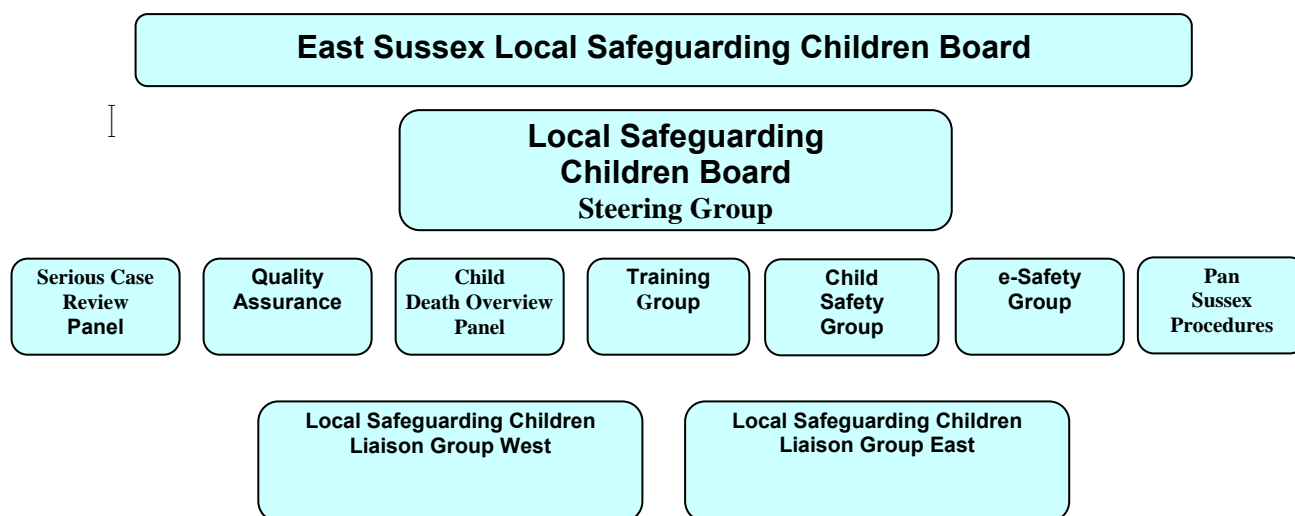 East Sussex Local Safeguarding Children Board
Local Safeguarding
Children Board
Steering Group
Serious Case
Review
Panel
Quality
Assurance
Child
Death Overview
Panel
Training
Group
Child
Safety
Group
e-Safety
Group
Pan
Sussex
Procedures
Local Safeguarding Children
Liaison Group West
Local Safeguarding Children
Liaison Group East